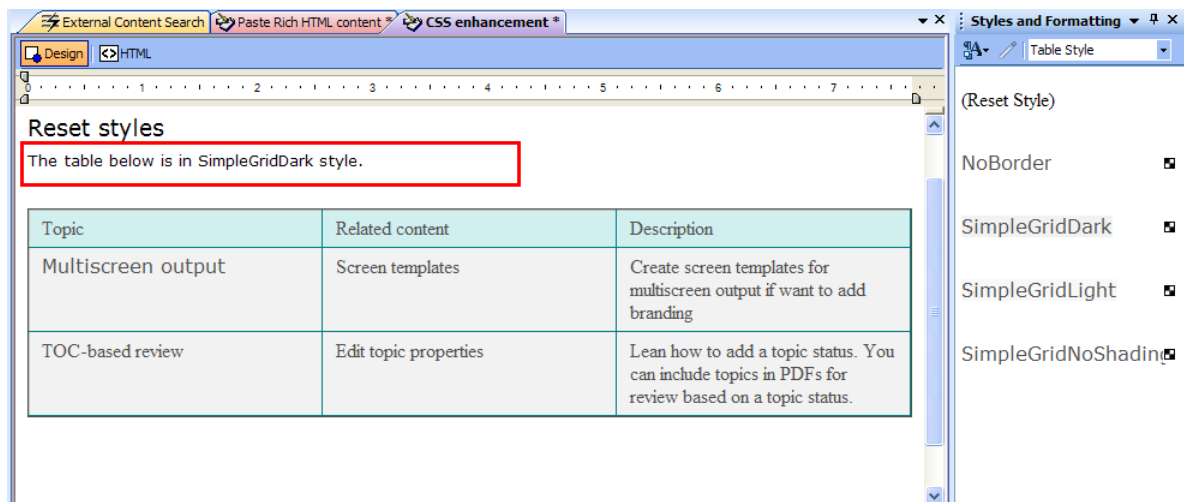 External Content Search Paste Rich HTML content * CSS enhancement * Styles and Formatting
Design HTML Table Style
0 1 2 3 4 5 6 7
(Reset Style)
Reset styles
The table below is in SimpleGridDark style.
NoBorder
Topic Related content Description SimpleGridDark
Multiscreen output Screen templates Create screen templates for
multiscreen output if want to add SimpleGridLight
branding
TOC-based review Edit topic properties Lean how to add a topic status. You SimpleGridNoShading
can include topics in PDFs for
review based on a topic status.